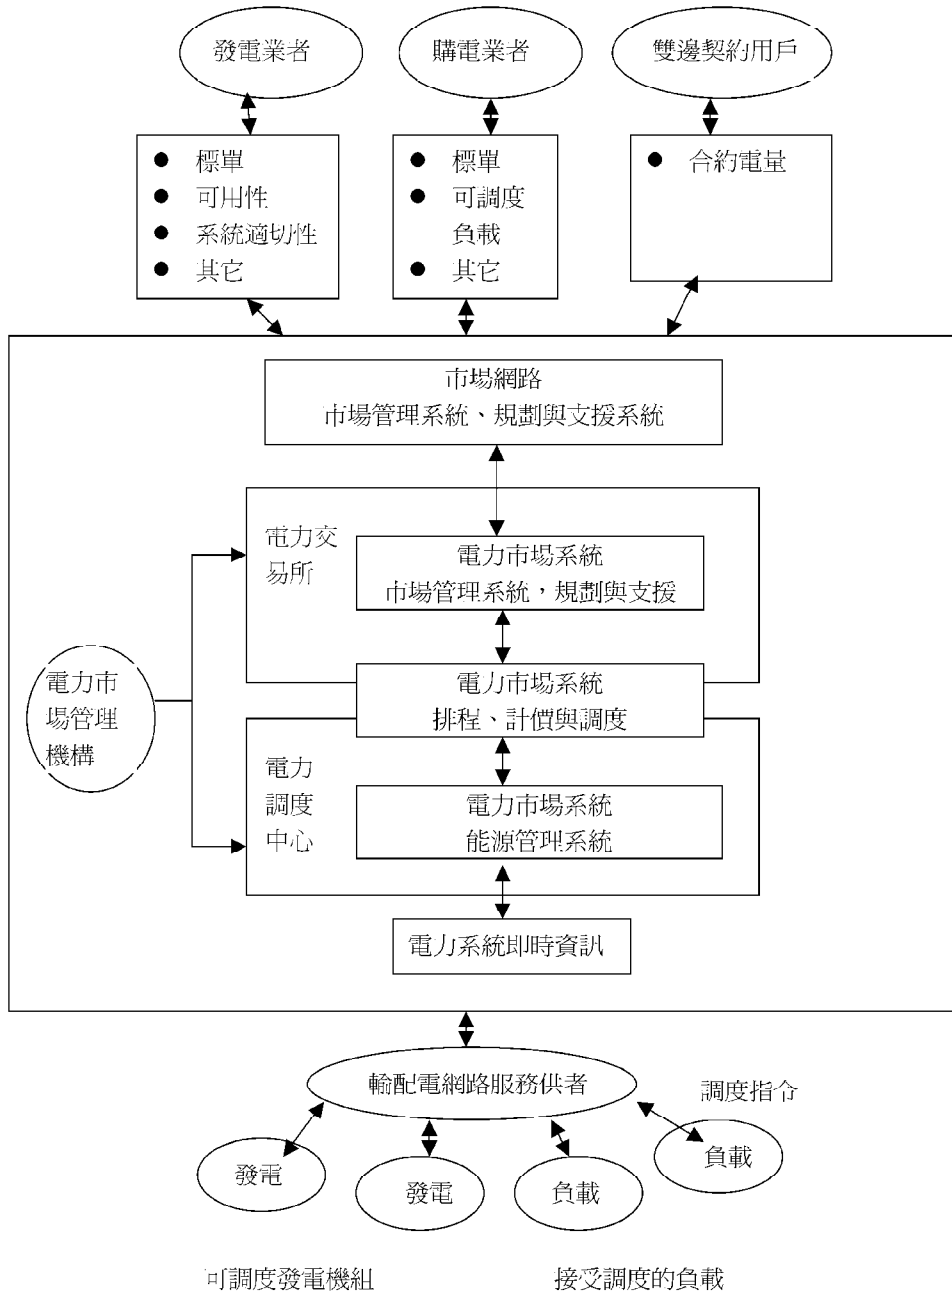 發電業者
購電業者
雙邊契約用戶
● 標單
● 可用性
● 系統適切性
● 其它
● 標單
● 可調度
負載
● 其它
● 合約電量
市場網路
市場管理系統、規劃與支援系統
電力交
易所
電力市場系統
市場管理系統，規劃與支援
電力市
場管理
機構
電力市場系統
排程、計價與調度
電力
調度
中心
電力市場系統
能源管理系統
電力系統即時資訊
輸配電網路服務供者
調度指令
發電
發電
負載
負載
可調度發電機組
接受調度的負載